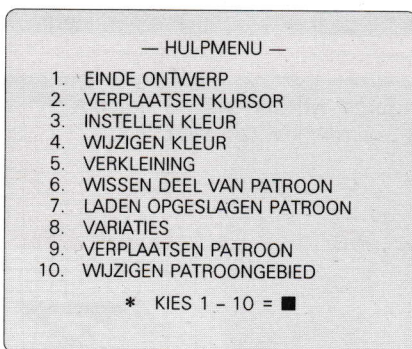 — HULPMENU —
1. EINDE ONTWERP
2. VERPLAATSEN KURSOR
3. INSTELLEN KLEUR
4. WIJZIGEN KLEUR
5. VERKLEINING
6. WISSEN DEEL VAN PATROON
7. LADEN OPGESLAGEN PATROON
8. VARIATIES
9. VERPLAATSEN PATROON
10. WIJZIGEN PATROONGEBIED
* KIES 1 – 10 = ■